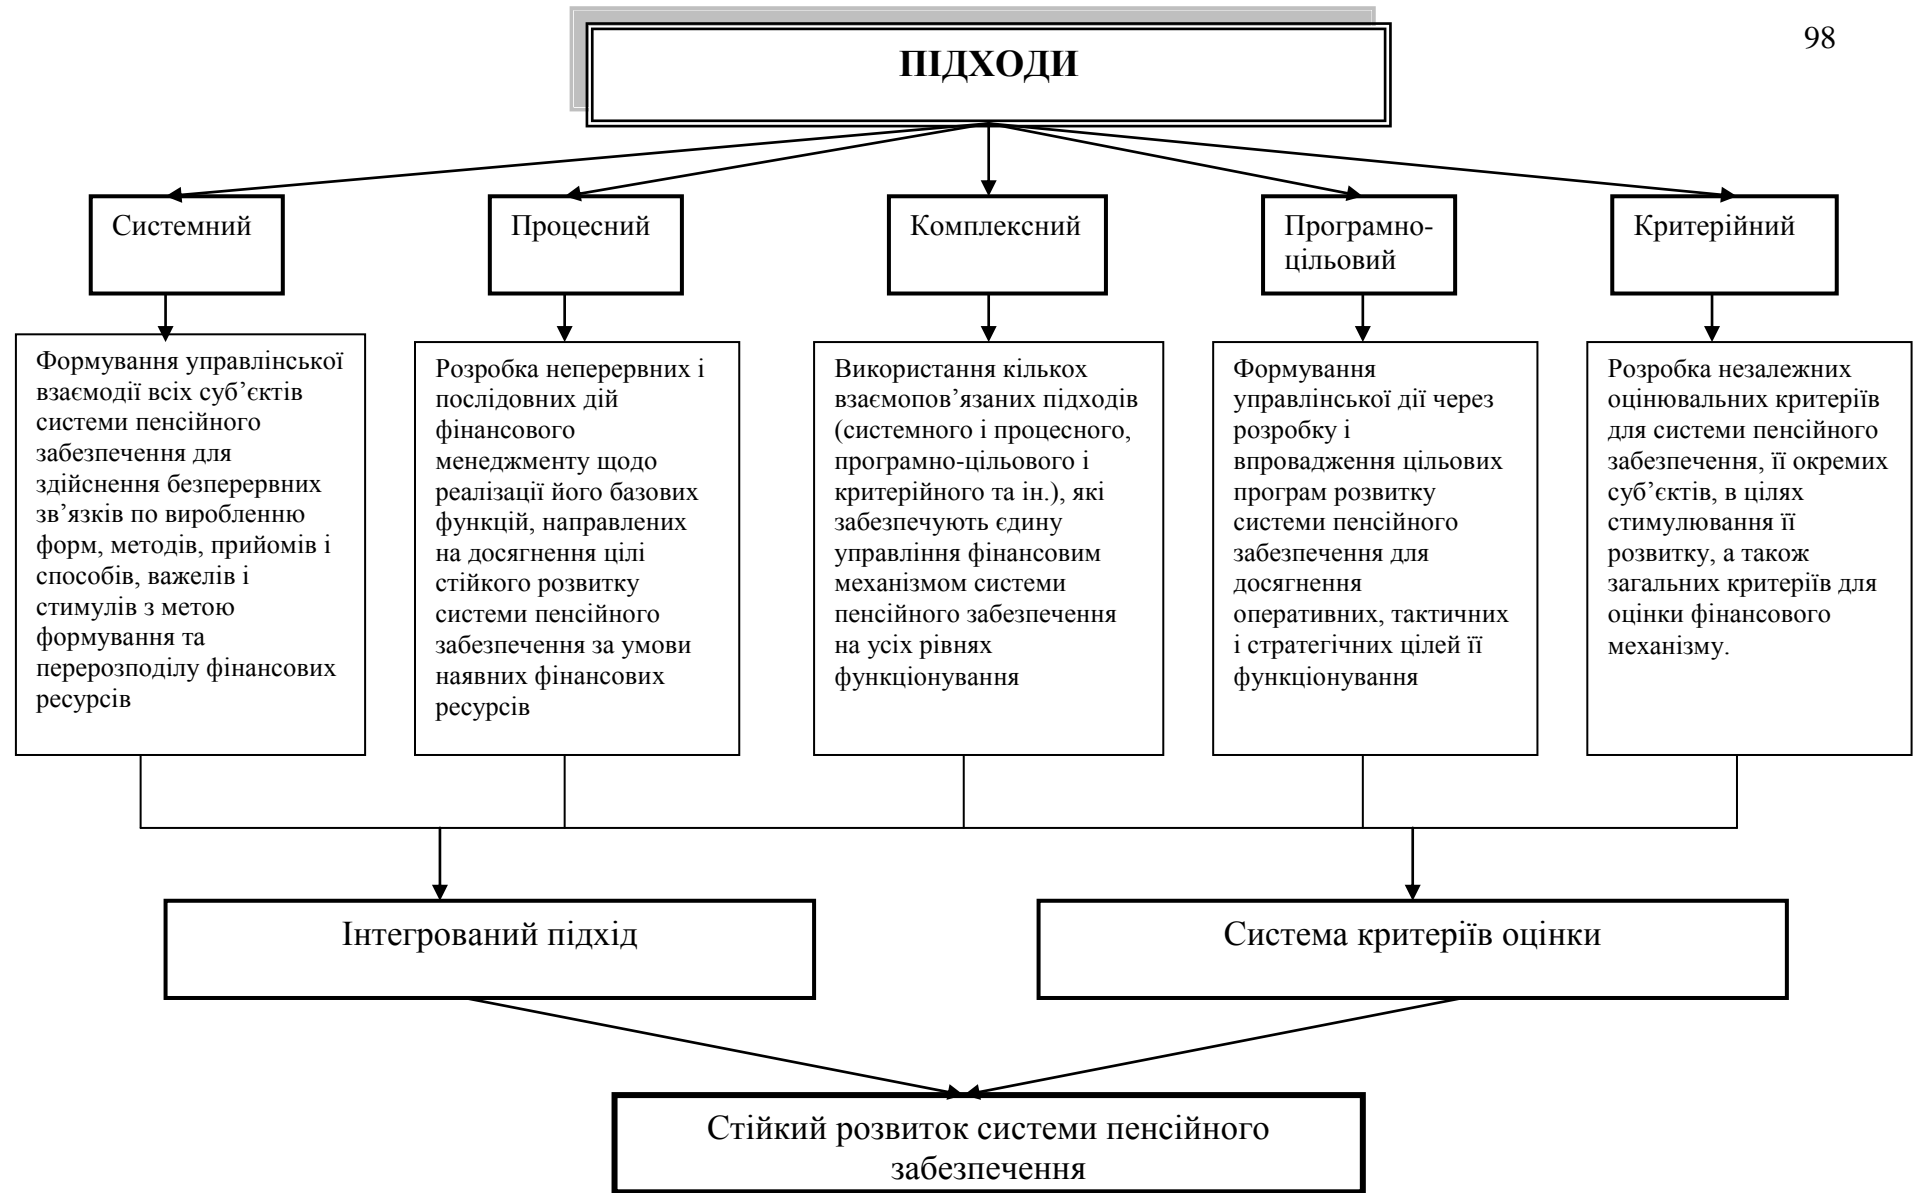 98
ПІДХОДИ
Системний
Процесний
Комплексний
Програмно-
цільовий
Критерійний
Формування управлінської
взаємодії всіх суб’єктів
системи пенсійного
забезпечення для
здійснення безперервних
зв’язків по виробленню
форм, методів, прийомів і
способів, важелів і
стимулів з метою
формування та
перерозподілу фінансових
ресурсів
Розробка неперервних і
послідовних дій
фінансового
менеджменту щодо
реалізації його базових
функцій, направлених
на досягнення цілі
стійкого розвитку
системи пенсійного
забезпечення за умови
наявних фінансових
ресурсів
Використання кількох
взаємопов’язаних підходів
(системного і процесного,
програмно-цільового і
критерійного та ін.), які
забезпечують єдину
управління фінансовим
механізмом системи
пенсійного забезпечення
на усіх рівнях
функціонування
Формування
управлінської дії через
розробку і
впровадження цільових
програм розвитку
системи пенсійного
забезпечення для
досягнення
оперативних, тактичних
і стратегічних цілей її
функціонування
Розробка незалежних
оцінювальних критеріїв
для системи пенсійного
забезпечення, її окремих
суб’єктів, в цілях
стимулювання її
розвитку, а також
загальних критеріїв для
оцінки фінансового
механізму.
Інтегрований підхід
Система критеріїв оцінки
Стійкий розвиток системи пенсійного
забезпечення